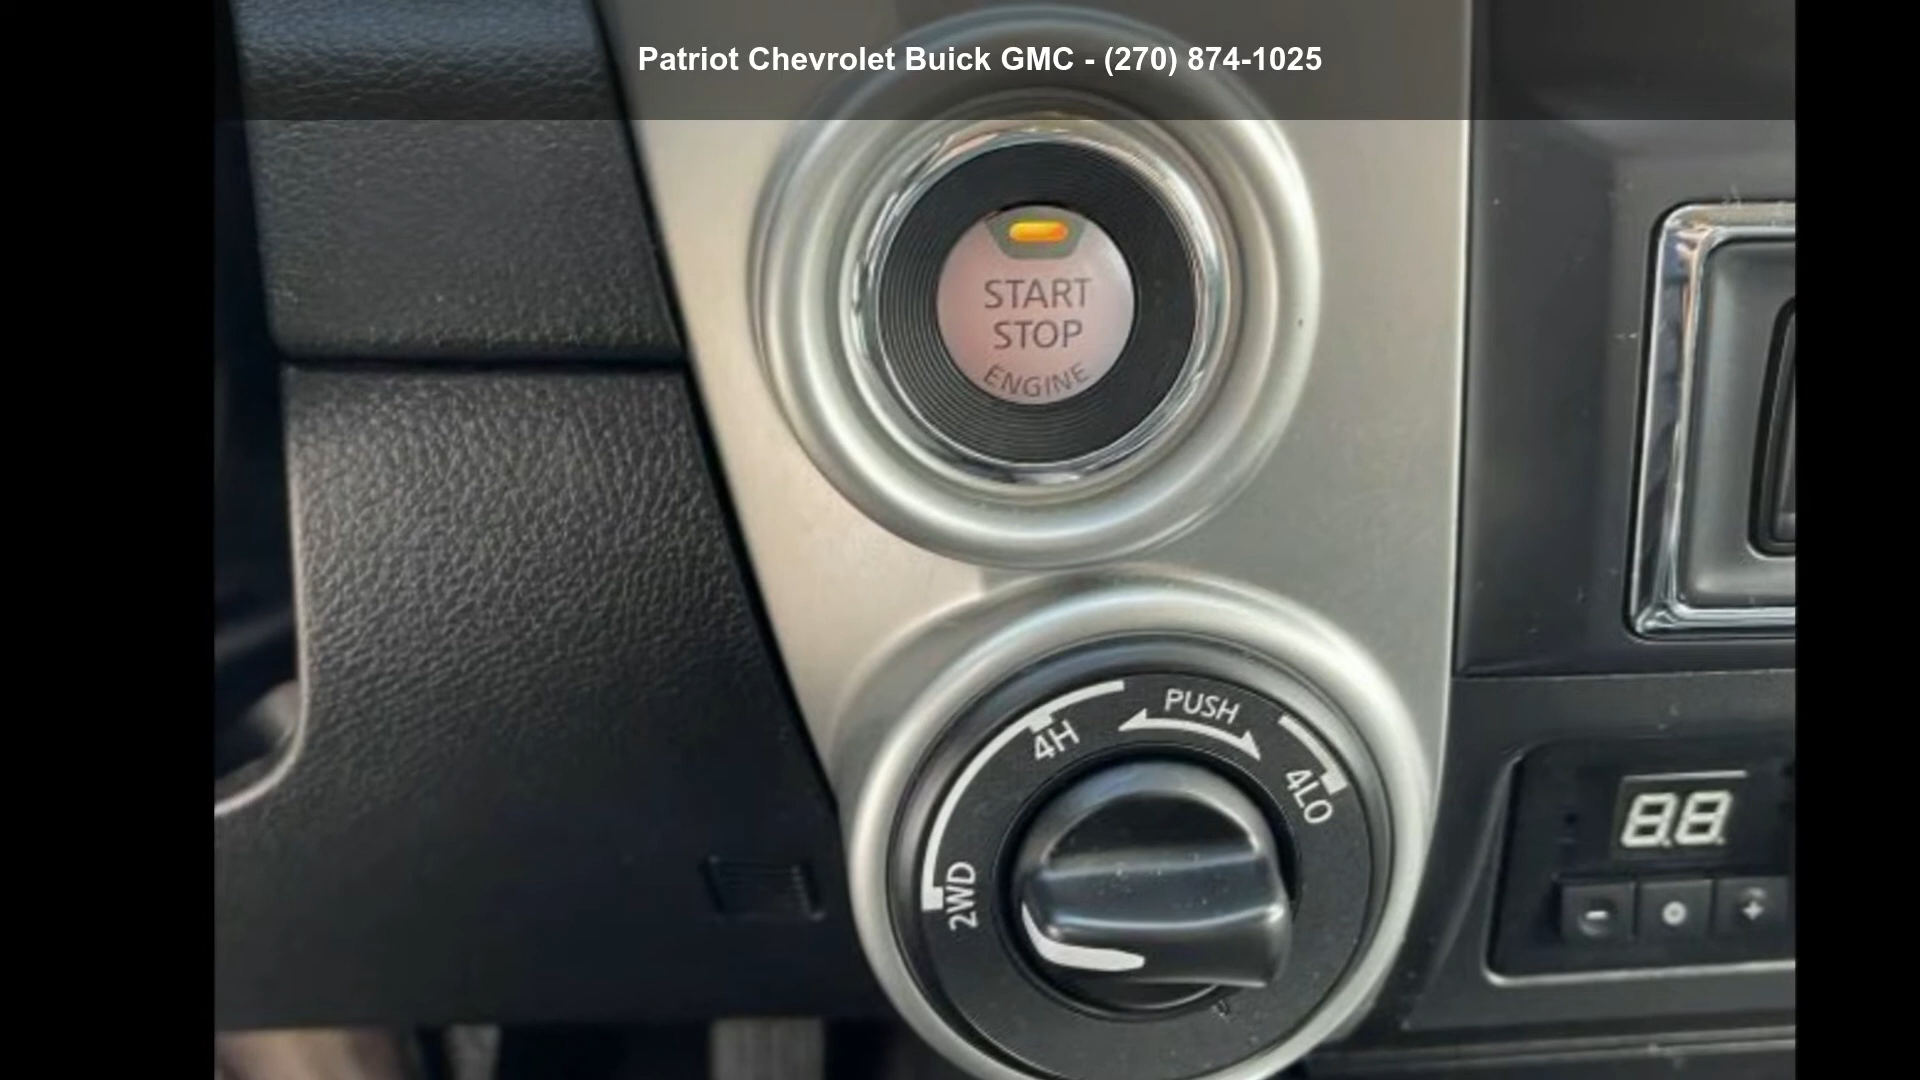 Patriot Chevrolet Buick GMC - (270) 874-1025
START
STOP
ENGINE
PUSH
4H
4LO
2WD
88